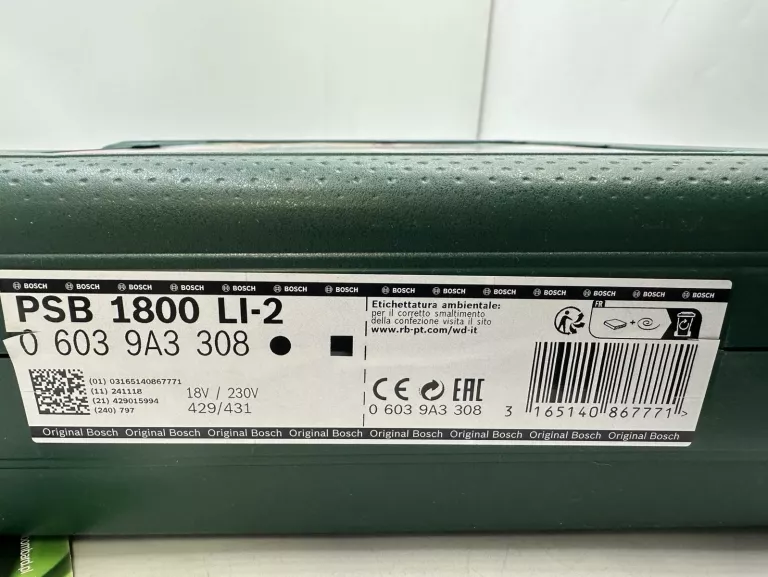 BOSCH BOSCH BOSCH BOSCH BOSCH BOSCH BOSCH BOSCH BOSCH BOSCH BOSCH BOSCH BOSCH BOSCH
PSB 1800 LI-2
0 603 9A3 308
(01) 03165140867771
(11) 241118
(21) 429015994
(240) 797
18V / 230V
429/431
Etichettatura ambientale:
per il corretto smaltimento
della confezione visita il sito
www.rb-pt.com/wd-it
FR
+
CE EAC
0 603 9A3 308
3 165140 867771 >
Original Bosch Original Bosch Original Bosch Original Bosch Original Bosch Original Bosch Original Bosch Original Bosch